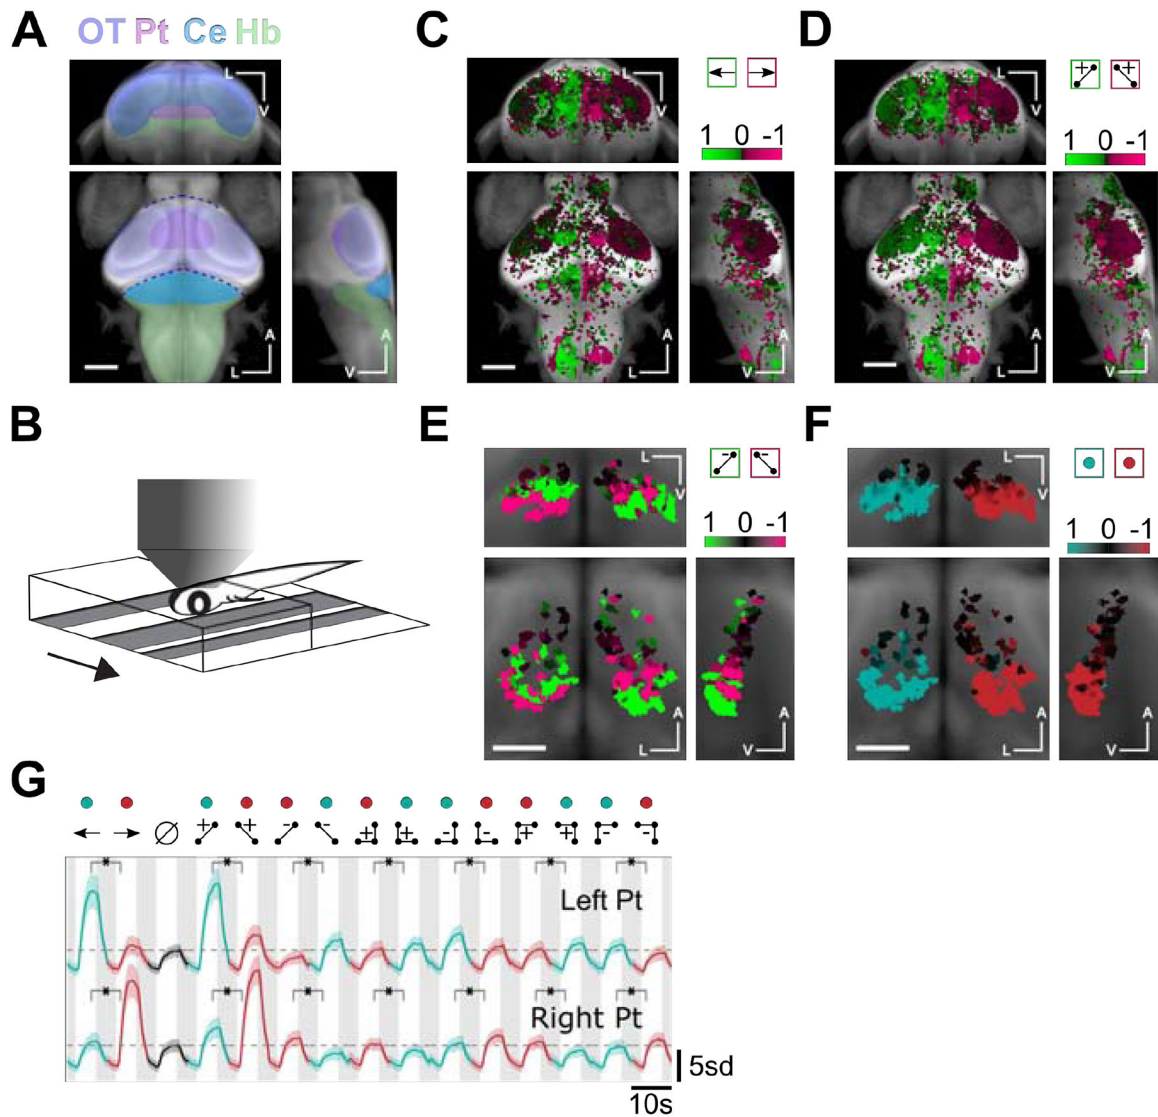 A
OT Pt Ce Hb
L
V
A
L
A
V
B
C
L
V
1 0 -1
A
L
A
V
D
+ +
L
V
1 0 -1
A
L
A
V
E
- -
L
V
1 0 -1
A
L
A
V
F
L
V
1 0 -1
A
L
A
V
G
∅ + + - - + + - - + + - -
* * * * * * *
Left Pt
* * * * * * *
Right Pt
5sd
10s